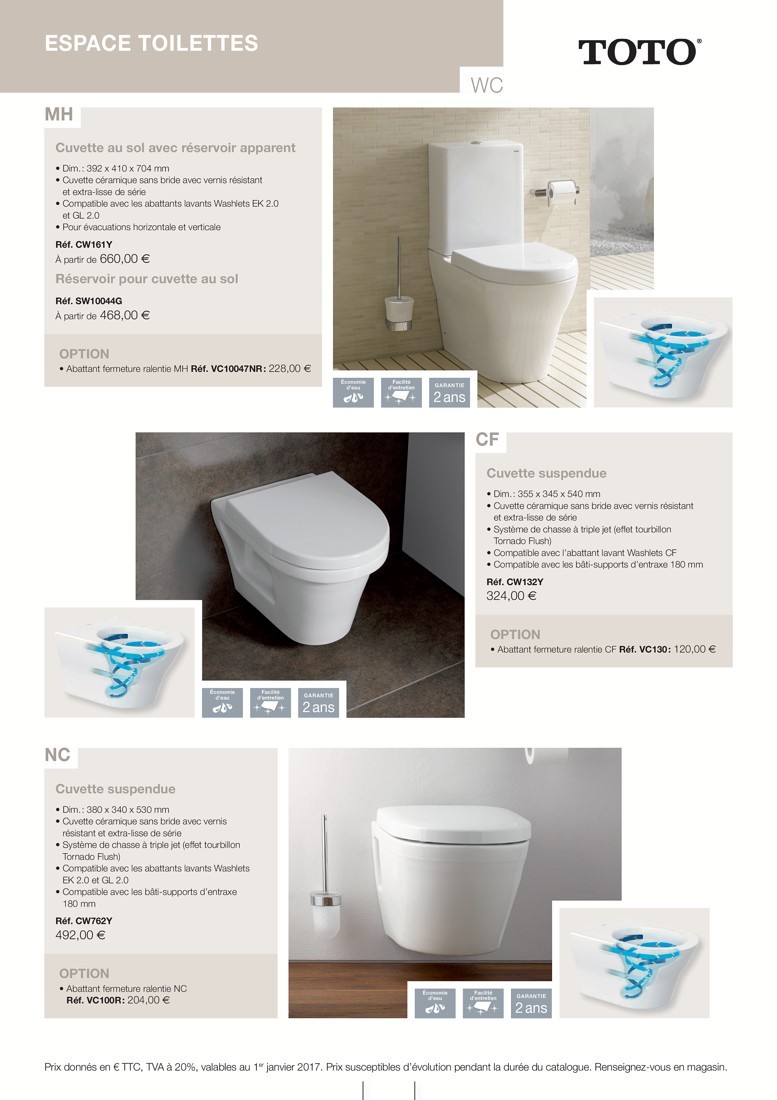 ESPACE TOILETTES
TOTO®
WC
MH
Cuvette au sol avec réservoir apparent
• Dim. : 392 x 410 x 704 mm
• Cuvette céramique sans bride avec vernis résistant
et extra-lisse de série
• Compatible avec les abattants lavants Washlets EK 2.0
et GL 2.0
• Pour évacuations horizontale et verticale
Réf. CW161Y
À partir de 660,00 €
Réservoir pour cuvette au sol
Réf. SW10044G
À partir de 468,00 €
OPTION
• Abattant fermeture ralentie MH Réf. VC10047NR : 228,00 €
Économie
d'eau
Facilité
d'entretien
GARANTIE
2 ans
CF
Cuvette suspendue
• Dim. : 355 x 345 x 540 mm
• Cuvette céramique sans bride avec vernis résistant
et extra-lisse de série
• Système de chasse à triple jet (effet tourbillon
Tornado Flush)
• Compatible avec l'abattant lavant Washlets CF
• Compatible avec les bâti-supports d'entraxe 180 mm
Réf. CW132Y
324,00 €
OPTION
• Abattant fermeture ralentie CF Réf. VC130 : 120,00 €
Économie
d'eau
Facilité
d'entretien
GARANTIE
2 ans
NC
Cuvette suspendue
• Dim. : 380 x 340 x 530 mm
• Cuvette céramique sans bride avec vernis
résistant et extra-lisse de série
• Système de chasse à triple jet (effet tourbillon
Tornado Flush)
• Compatible avec les abattants lavants Washlets
EK 2.0 et GL 2.0
• Compatible avec les bâti-supports d'entraxe
180 mm
Réf. CW762Y
492,00 €
OPTION
• Abattant fermeture ralentie NC
Réf. VC100R : 204,00 €
Économie
d'eau
Facilité
d'entretien
GARANTIE
2 ans
Prix donnés en € TTC, TVA à 20%, valables au 1er janvier 2017. Prix susceptibles d'évolution pendant la durée du catalogue. Renseignez-vous en magasin.